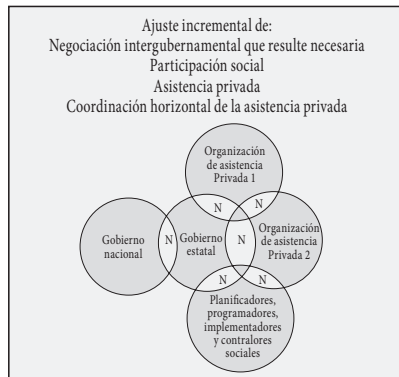 Ajuste incremental de:
Negociación intergubernamental que resulte necesaria
Participación social
Asistencia privada
Coordinación horizontal de la asistencia privada
Organización
de asistencia
Privada 1
N
N
Gobierno
nacional
N
Gobierno
estatal
N
Organización
de asistencia
Privada 2
N
N
Planificadores,
programadores,
implementadores
y contralores
sociales